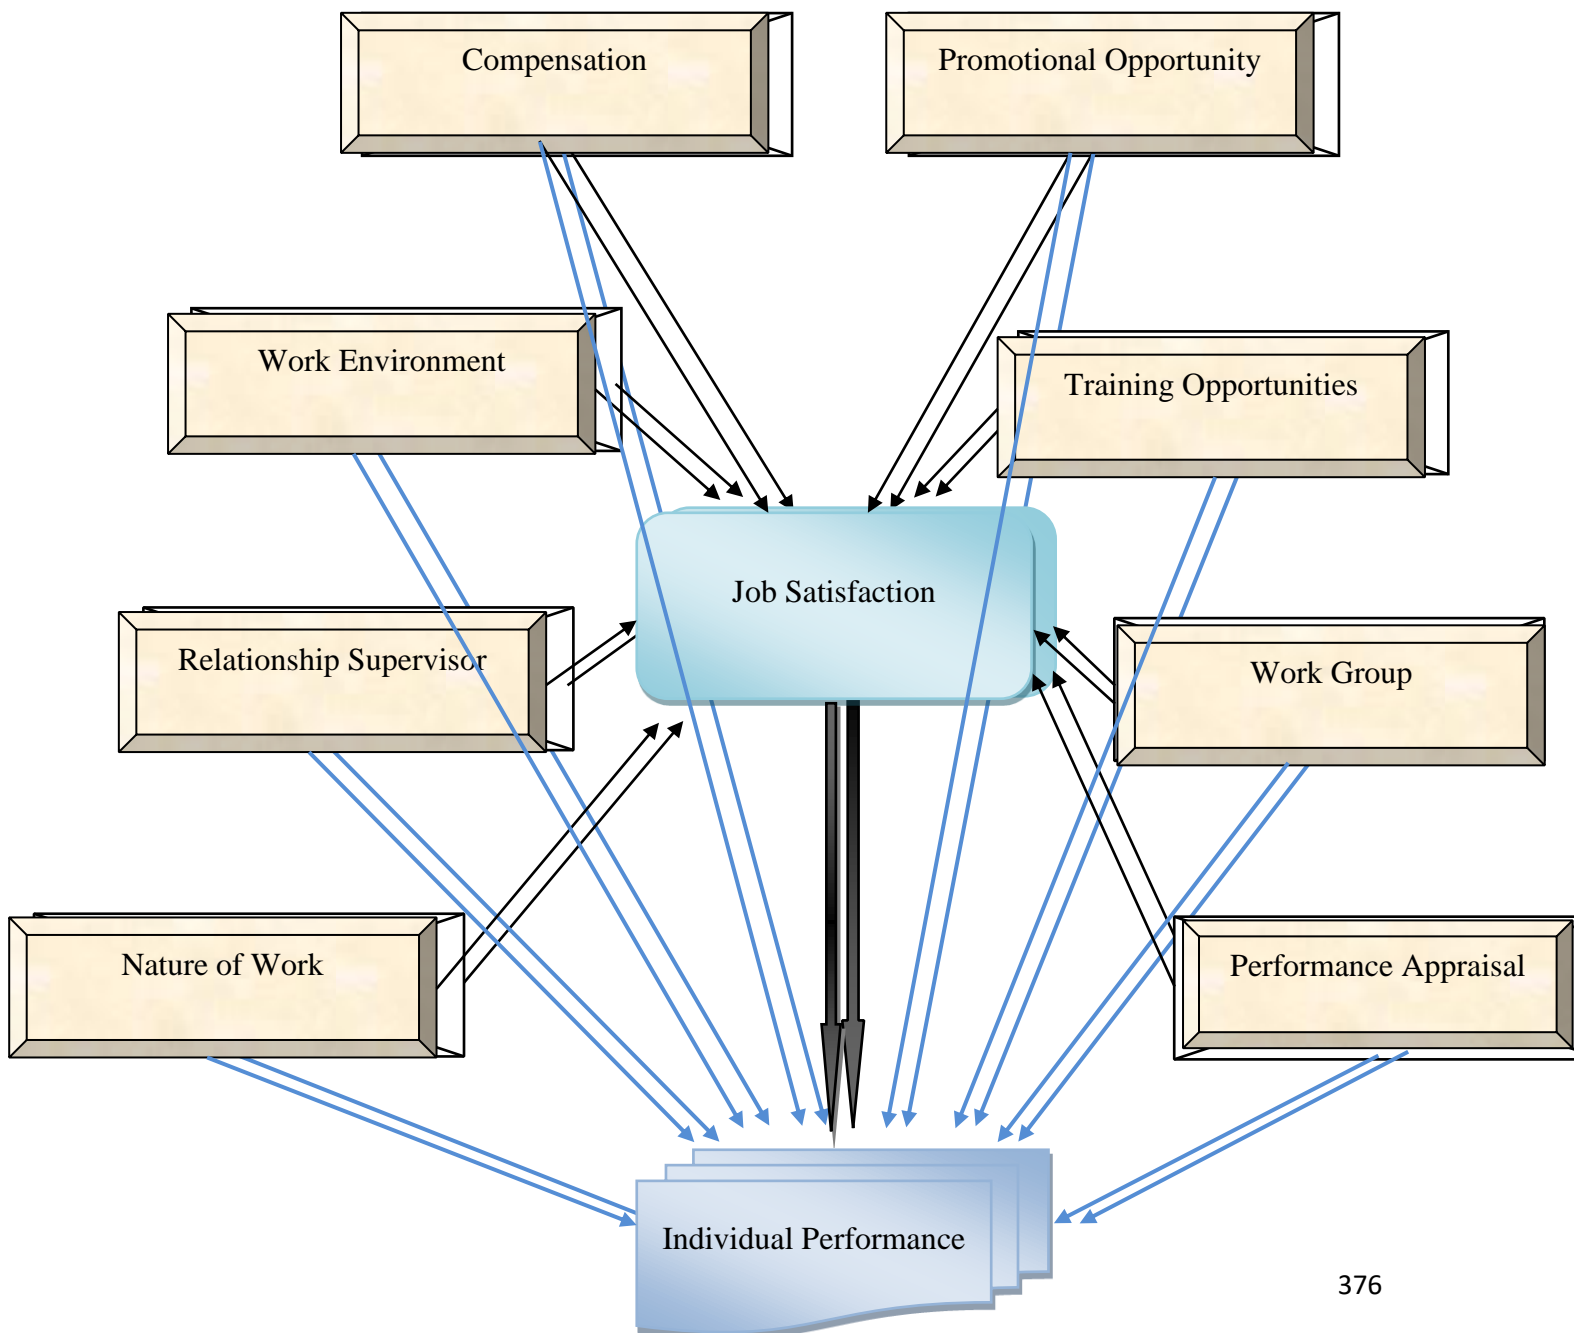 Compensation
Promotional Opportunity
Work Environment
Training Opportunities
Job Satisfaction
Relationship Supervisor
Work Group
Nature of Work
Performance Appraisal
Individual Performance
376